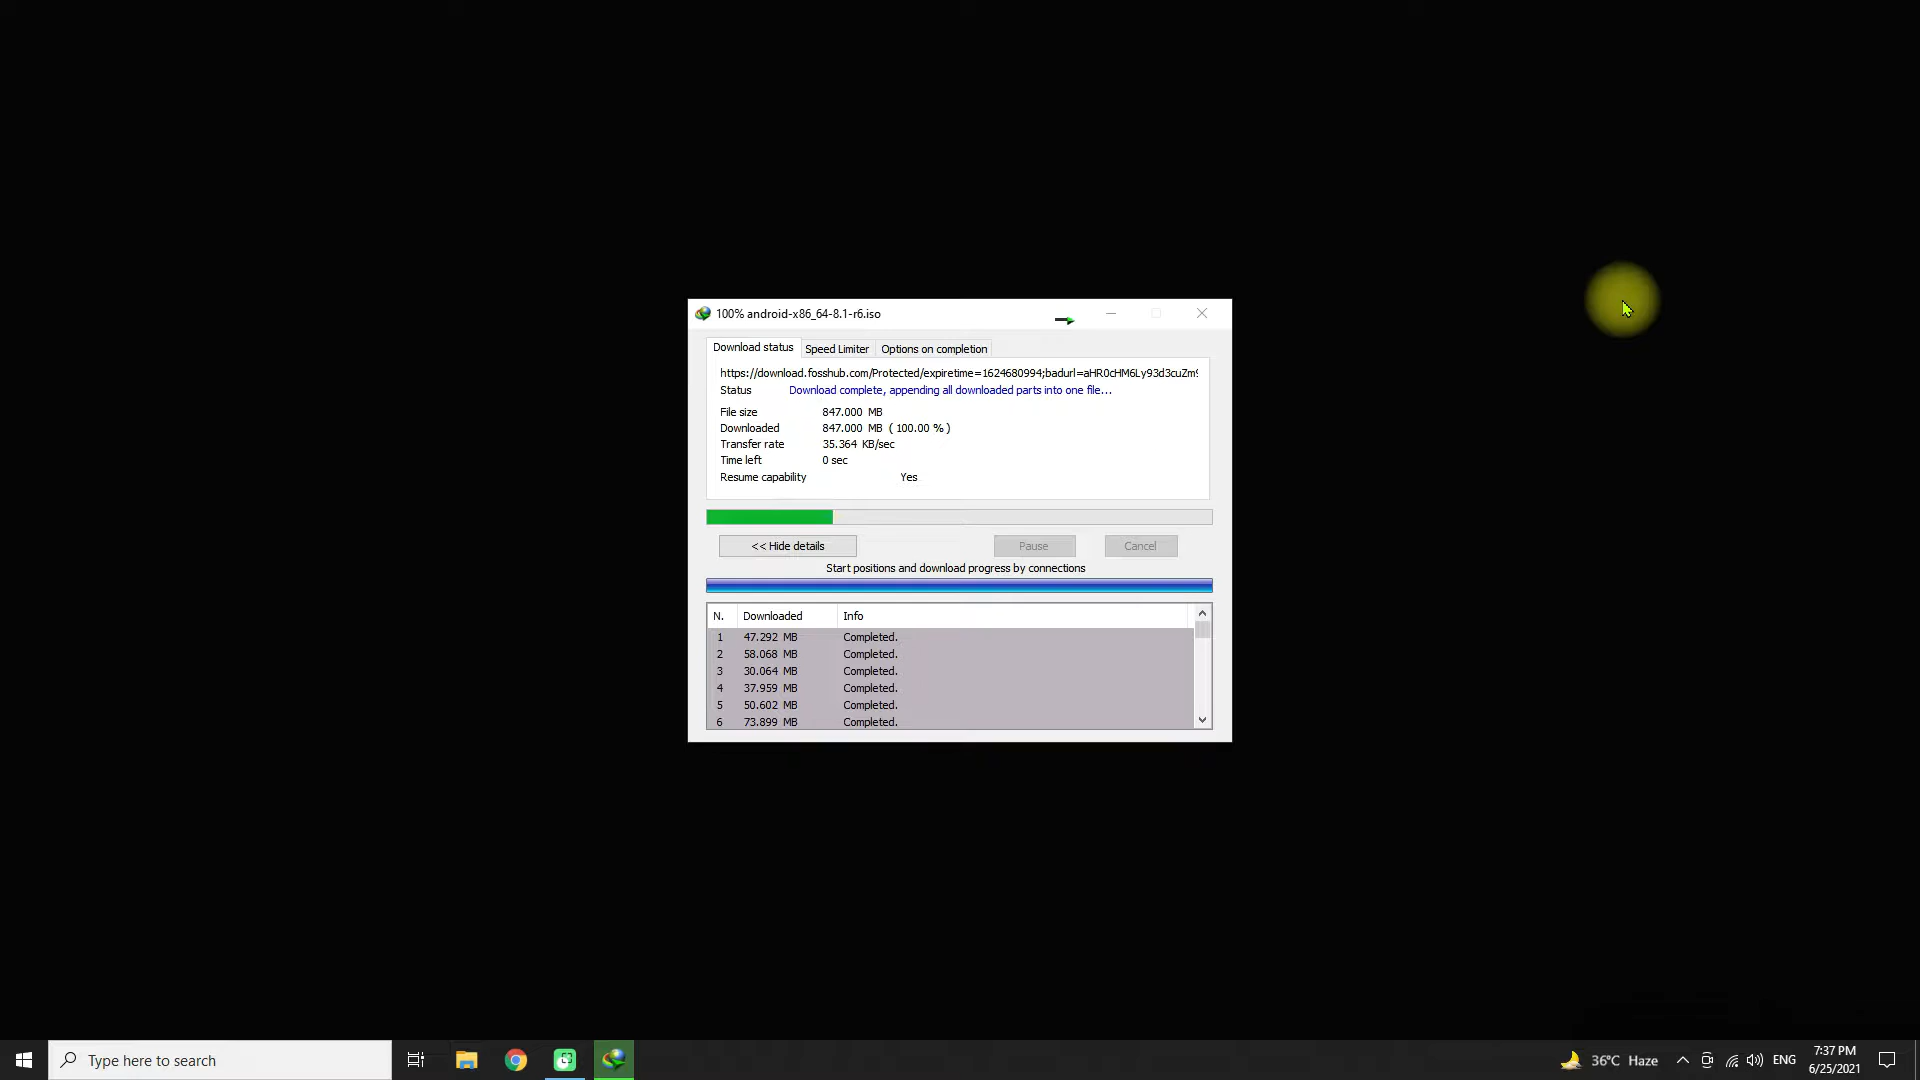 100% android-x86_64-8.1-r6.iso
Download status Speed Limiter Options on completion
https://download.fosshub.com/Protected/expiretime=1624680994;badurl=aHR0cHM6Ly93d3cuZm9
Status Download complete, appending all downloaded parts into one file...
File size 847.000 MB
Downloaded 847.000 MB ( 100.00 % )
Transfer rate 35.364 KB/sec
Time left 0 sec
Resume capability Yes
<< Hide details Pause Cancel
Start positions and download progress by connections
N. Downloaded Info
1 47.292 MB Completed.
2 58.068 MB Completed.
3 30.064 MB Completed.
4 37.959 MB Completed.
5 50.602 MB Completed.
6 73.899 MB Completed.
Type here to search
36°C Haze
ENG
7:37 PM
6/25/2021